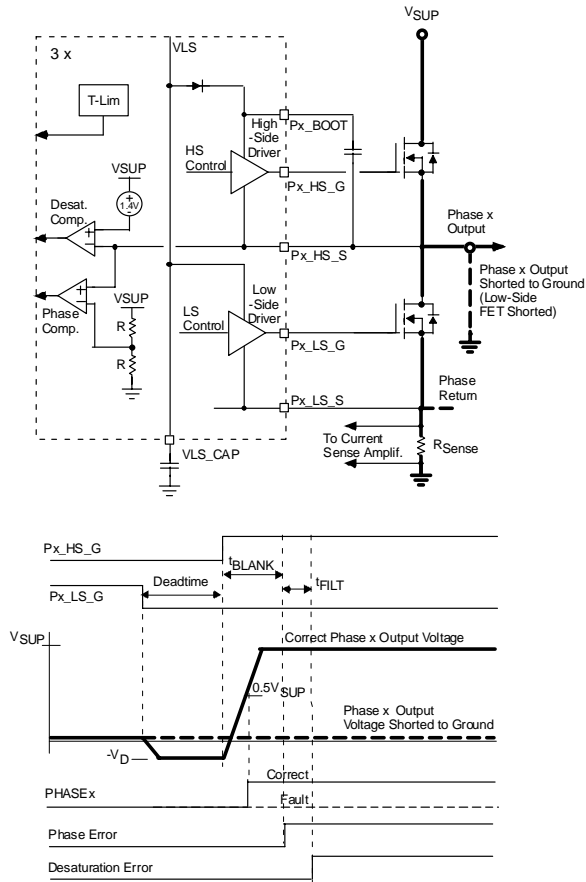 VSUP
3 x
VLS
T-Lim
High
-Side
Driver
Px_BOOT
HS
Control
Px_HS_G
VSUP
Desat.
Comp.
1.4V
+
-
Phase x
Output
Px_HS_S
Phase x Output
Shorted to Ground
(Low-Side
FET Shorted)
+
-
Phase
Comp.
VSUP
R
R
Low
-Side
Driver
LS
Control
Px_LS_G
Phase
Return
Px_LS_S
To Current
Sense Amplif.
RSense
VLS_CAP
Px_HS_G
tBLANK
Deadtime
tFILT
Px_LS_G
VSUP
Correct Phase x Output Voltage
0.5VSUP
Phase x Output
Voltage Shorted to Ground
-VD
Correct
PHASEx
Fault
Phase Error
Desaturation Error